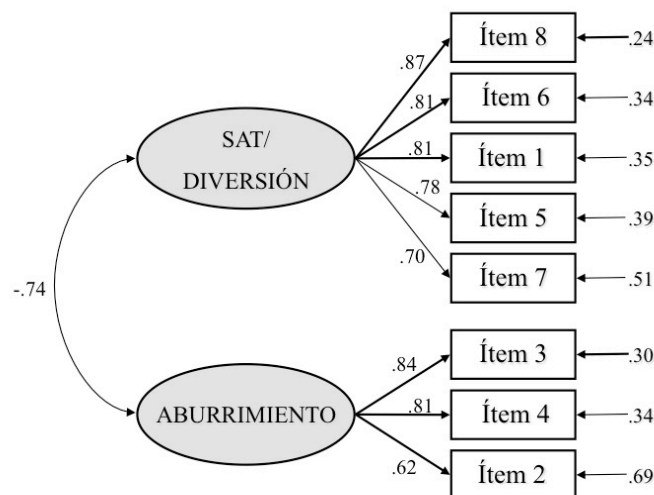 Ítem 8
.24
.87
Ítem 6
.34
.81
SAT/
DIVERSIÓN
Ítem 1
.35
.81
Ítem 5
.39
.78
Ítem 7
.51
.70
-.74
Ítem 3
.30
.84
ABURRIMIENTO
Ítem 4
.34
.81
Ítem 2
.69
.62